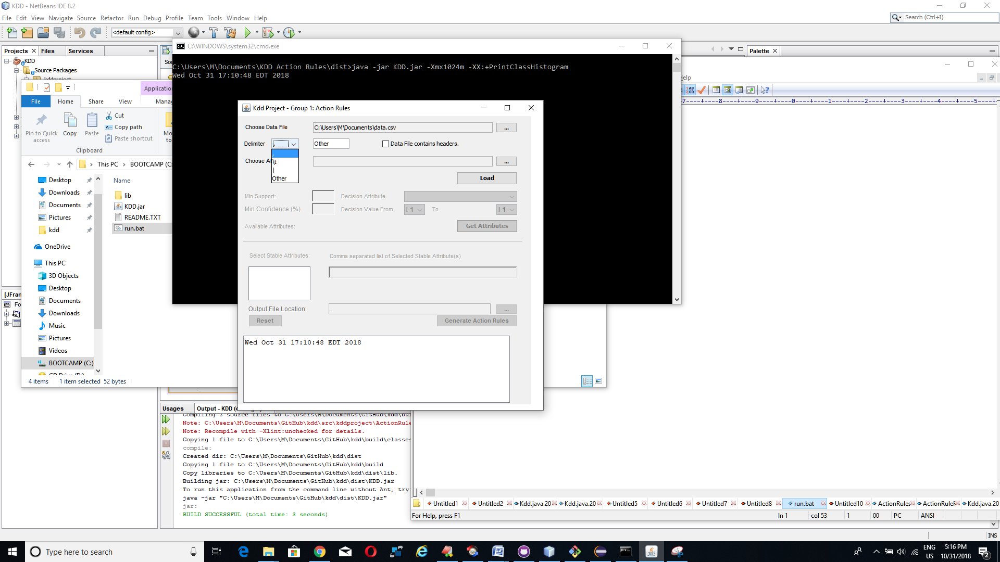 KDD - NetBeans IDE 8.2
File Edit View Navigate Source Refactor Run Debug Profile Team Tools Window Help
Search (Ctrl+I)
<default config>
Projects Files Services
KDD
Source Packages
C:\WINDOWS\system32\cmd.exe
C:\Users\M\Documents\KDD Action Rules\dist>java -jar KDD.jar -Xmx1024m -XX:+PrintClassHistogram
Wed Oct 31 17:10:48 EDT 2018
Palette
File Home Share View
Pin to Quick access
Copy
Paste
Cut
Copy path
Paste shortcut
Clipboard
This PC > BOOTCAMP (C:
Desktop
Downloads
Documents
Pictures
kdd
OneDrive
This PC
3D Objects
Desktop
Documents
Downloads
Music
Pictures
Videos
BOOTCAMP (C:)
Name
lib
KDD.jar
README.TXT
run.bat
4 items 1 item selected 52 bytes
Kdd Project - Group 1: Action Rules
Choose Data File C:\Users\M\Documents\data.csv ...
Delimiter , Other Data File contains headers.
,
\t
|
Other
Choose At ...
Load
Min Support: Decision Attribute
Min Confidence (%) Decision Value From I-1 To I-1
Available Attributes: Get Attributes
Select Stable Attributes: Comma separated list of Selected Stable Attribute(s)
Output File Location: . ...
Reset Generate Action Rules
Wed Oct 31 17:10:48 EDT 2018
Usages Output - KDD (
Compiling 2 source files to C:\Users\M\Documents\GitHub\kdd\bui
Note: C:\Users\M\Documents\GitHub\kdd\src\kddproject\ActionRule
Note: Recompile with -Xlint:unchecked for details.
Copying 1 file to C:\Users\M\Documents\GitHub\kdd\build\classes
compile:
Created dir: C:\Users\M\Documents\GitHub\kdd\dist
Copying 1 file to C:\Users\M\Documents\GitHub\kdd\build
Copy libraries to C:\Users\M\Documents\GitHub\kdd\dist\lib.
Building jar: C:\Users\M\Documents\GitHub\kdd\dist\KDD.jar
To run this application from the command line without Ant, try:
java -jar "C:\Users\M\Documents\GitHub\kdd\dist\KDD.jar"
jar:
BUILD SUCCESSFUL (total time: 3 seconds)
7----+----8----+----9----+----0----+----1----+----2----+----3----+----4----+----5--
Untitled1 Untitled2 Kdd.java.20 Kdd.java.20 Untitled5 Untitled6 Untitled7 Untitled8 run.bat Untitled10 ActionRules ActionRuleF Kdd.java.20
For Help, press F1 ln 1 col 53 1 00 PC ANSI
INS
Type here to search
ENG
US
5:16 PM
10/31/2018
2